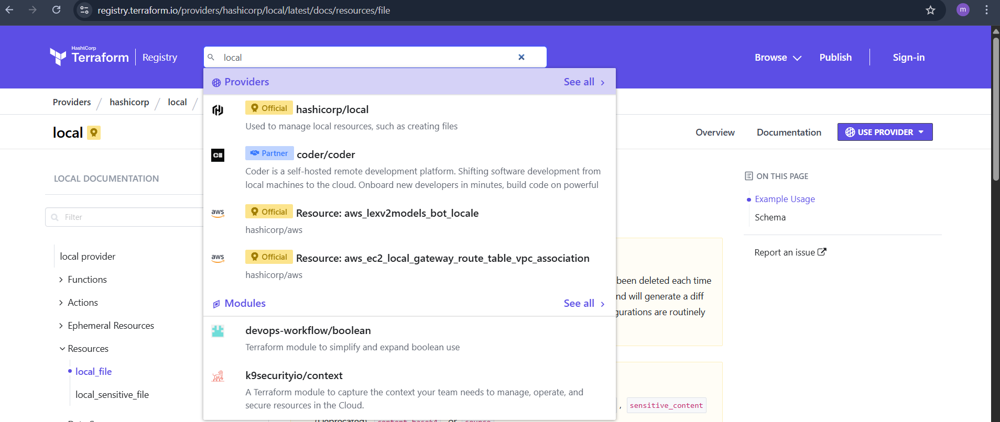 registry.terraform.io/providers/hashicorp/local/latest/docs/resources/file
m
HashiCorp
Terraform
Registry
local
Browse
Publish
Sign-in
Providers
See all
Providers / hashicorp / local /
Official hashicorp/local
Used to manage local resources, such as creating files
local
Overview
Documentation
USE PROVIDER
Partner coder/coder
Coder is a self-hosted remote development platform. Shifting software development from
local machines to the cloud. Onboard new developers in minutes, build code on powerful
Official Resource: aws_lexv2models_bot_locale
hashicorp/aws
Official Resource: aws_ec2_local_gateway_route_table_vpc_association
hashicorp/aws
Modules
See all
devops-workflow/boolean
Terraform module to simplify and expand boolean use
k9securityio/context
A Terraform module to capture the context your team needs to manage, operate, and
secure resources in the Cloud.
LOCAL DOCUMENTATION
Filter
local provider
Functions
Actions
Ephemeral Resources
Resources
local_file
local_sensitive_file
been deleted each time
nd will generate a diff
gurations are routinely
, sensitive_content
(Deprecated), content_base64 or source
ON THIS PAGE
Example Usage
Schema
Report an issue
aws
aws